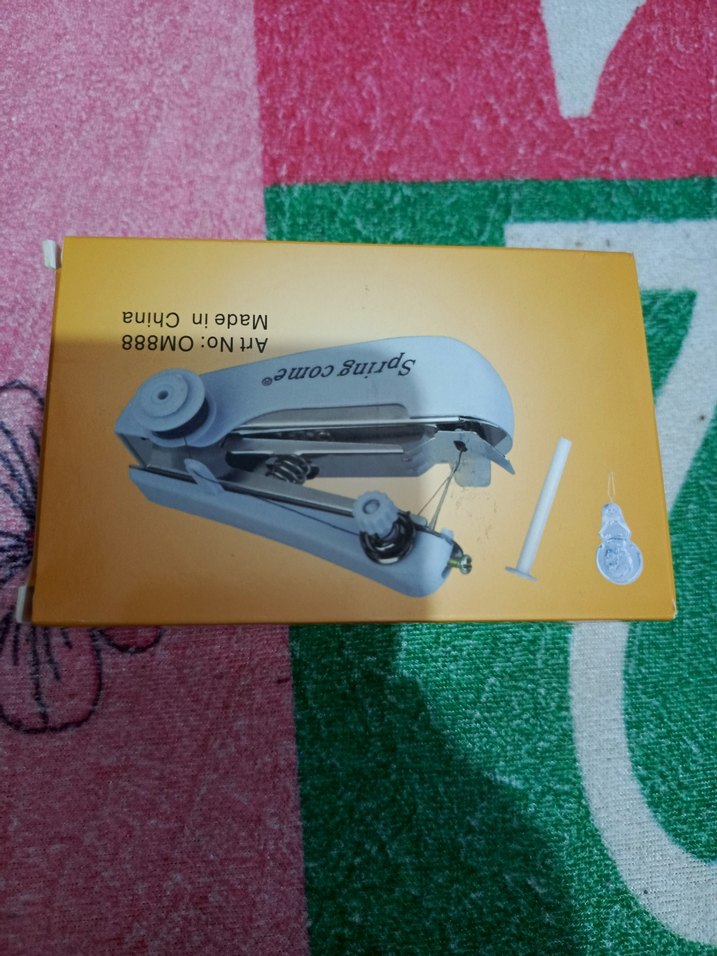 Spring come®
Art No: OM888
Made in China